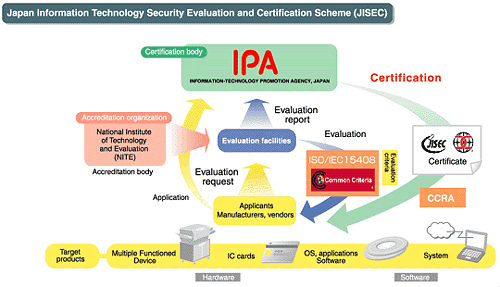 Japan Information Technology Security Evaluation and Certification Scheme (JISEC)
Certification body
IPA
INFORMATION-TECHNOLOGY PROMOTION AGENCY, JAPAN
Certification
Evaluation
report
Accreditation organization
National Institute
of Technology
and Evaluation
(NITE)
Accreditation body
Evaluation facilities
Evaluation
ISO/IEC15408
Common Criteria
Evaluation
criteria
JISEC
Certificate
CCRA
Evaluation
request
Application
Applicants
Manufacturers, vendors
Target
products
Multiple Functioned
Device
IC cards
OS, applications
Software
System
Hardware
Software